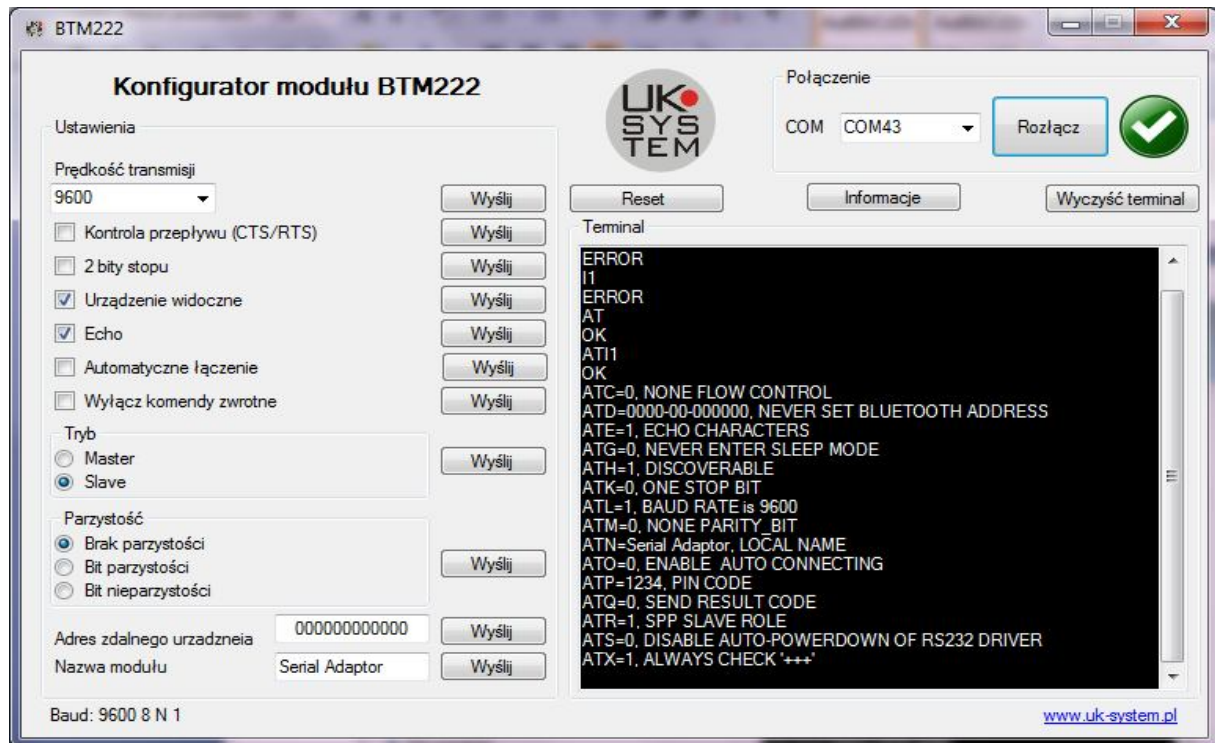 BTM222
Konfigurator modułu BTM222
Ustawienia
Prędkość transmisji
9600
Wyślij
Kontrola przepływu (CTS/RTS)
Wyślij
2 bity stopu
Wyślij
Urządzenie widoczne
Wyślij
Echo
Wyślij
Automatyczne łączenie
Wyślij
Wyłącz komendy zwrotne
Wyślij
Tryb
Master
Slave
Wyślij
Parzystość
Brak parzystości
Bit parzystości
Bit nieparzystości
Wyślij
Adres zdalnego urzadzneia
000000000000
Wyślij
Nazwa modułu
Serial Adaptor
Wyślij
Baud: 9600 8 N 1
UK
SYS
TEM
Połączenie
COM
COM43
Rozłącz
Reset
Informacje
Wyczyść terminal
Terminal
ERROR
I1
ERROR
AT
OK
ATI1
OK
ATC=0, NONE FLOW CONTROL
ATD=0000-00-000000, NEVER SET BLUETOOTH ADDRESS
ATE=1, ECHO CHARACTERS
ATG=0, NEVER ENTER SLEEP MODE
ATH=1, DISCOVERABLE
ATK=0, ONE STOP BIT
ATL=1, BAUD RATE is 9600
ATM=0, NONE PARITY_BIT
ATN=Serial Adaptor, LOCAL NAME
ATO=0, ENABLE  AUTO CONNECTING
ATP=1234, PIN CODE
ATQ=0, SEND RESULT CODE
ATR=1, SPP SLAVE ROLE
ATS=0, DISABLE AUTO-POWERDOWN OF RS232 DRIVER
ATX=1, ALWAYS CHECK '+++'
www.uk-system.pl